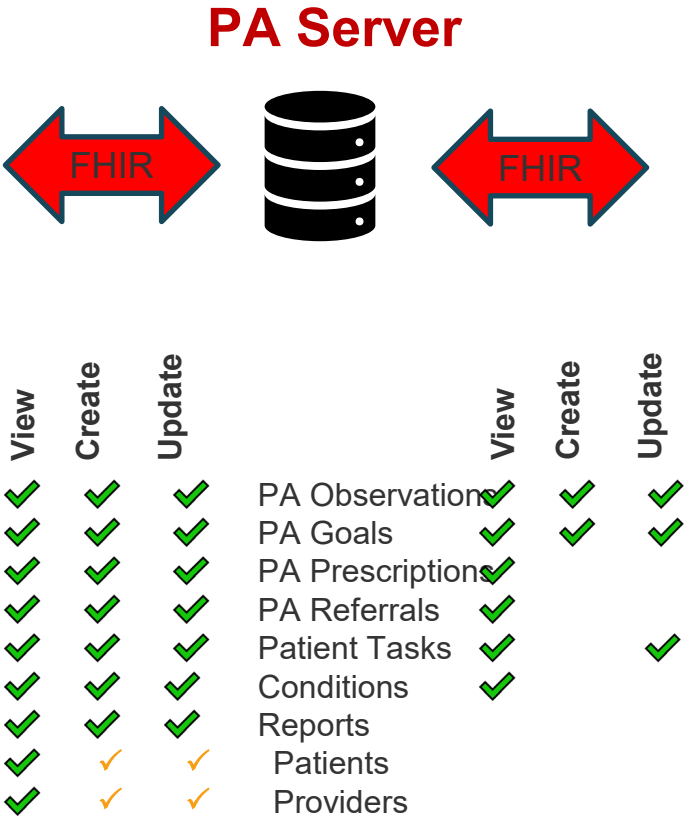 PA Server
FHIR FHIR
View Create Update View Create Update
PA Observations
PA Goals
PA Prescriptions
PA Referrals
Patient Tasks
Conditions
Reports
Patients
Providers